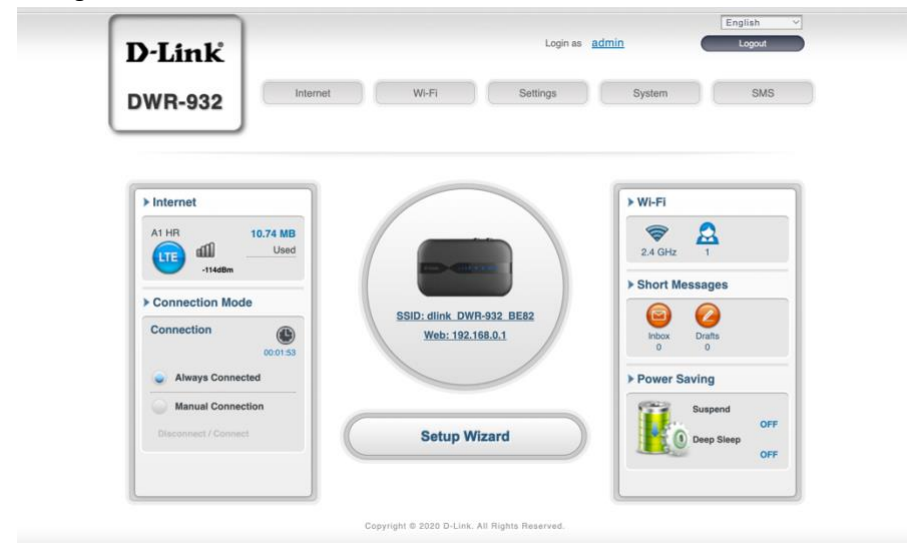 English
Login as admin
Logout
D-Link
DWR-932
Internet
Wi-Fi
Settings
System
SMS
Internet
A1 HR
10.74 MB
Used
LTE
-114dBm
Connection Mode
Connection
00:01:53
Always Connected
Manual Connection
Disconnect / Connect
SSID: dlink_DWR-932_BE82
Web: 192.168.0.1
Setup Wizard
Wi-Fi
2.4 GHz
1
Short Messages
Inbox
0
Drafts
0
Power Saving
Suspend
OFF
Deep Sleep
OFF
Copyright © 2020 D-Link. All Rights Reserved.